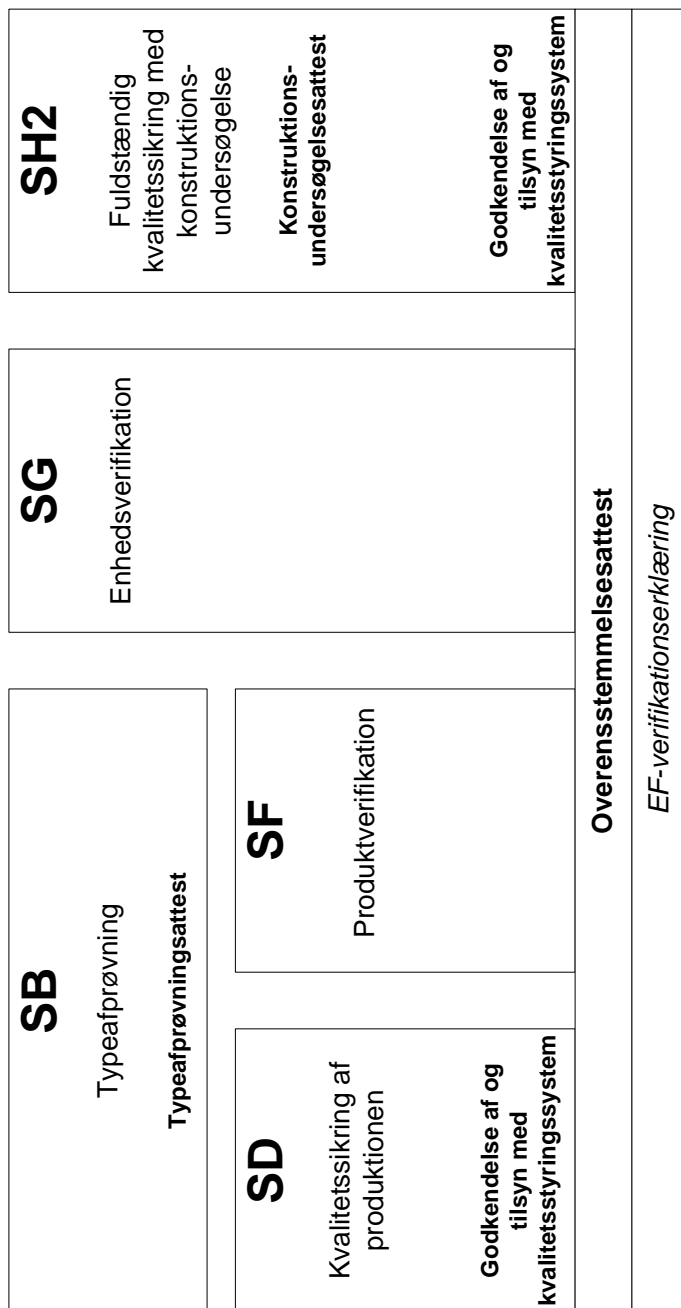 SB
Typeafprøvning
Typeafprøvningsattest
SD
Kvalitetssikring af
produktionen
Godkendelse af og
tilsyn med
kvalitetsstyringssystem
SF
Produktverifikation
SG
Enhedsverifikation
SH2
Fuldstændig
kvalitetssikring med
konstruktions-
undersøgelse
Konstruktions-
undersøgelsesattest
Godkendelse af og
tilsyn med
kvalitetsstyringssystem
Overensstemmelsesattest
EF-verifikationserklæring